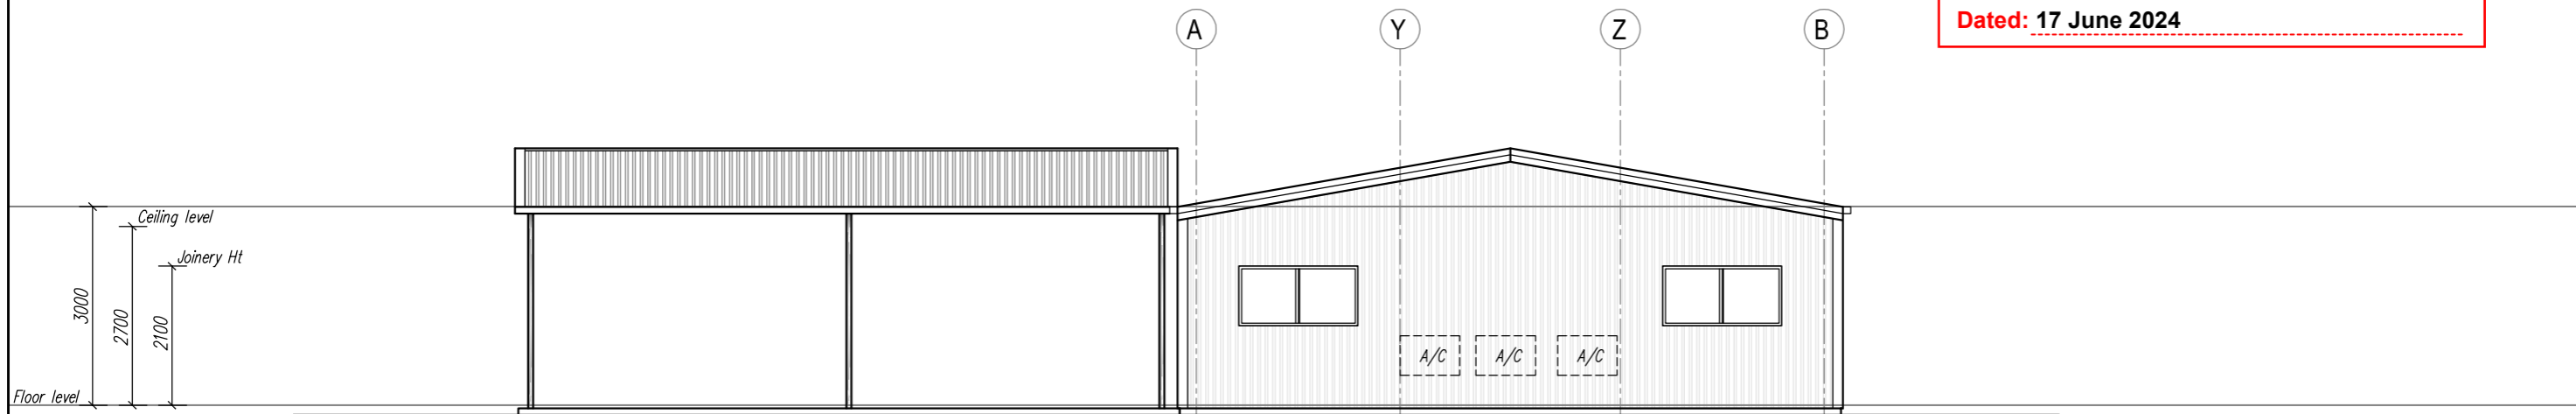 A Y Z B
Dated: 17 June 2024
Ceiling level
Joinery Ht
3000
2700
2100
A/C A/C A/C
Floor level